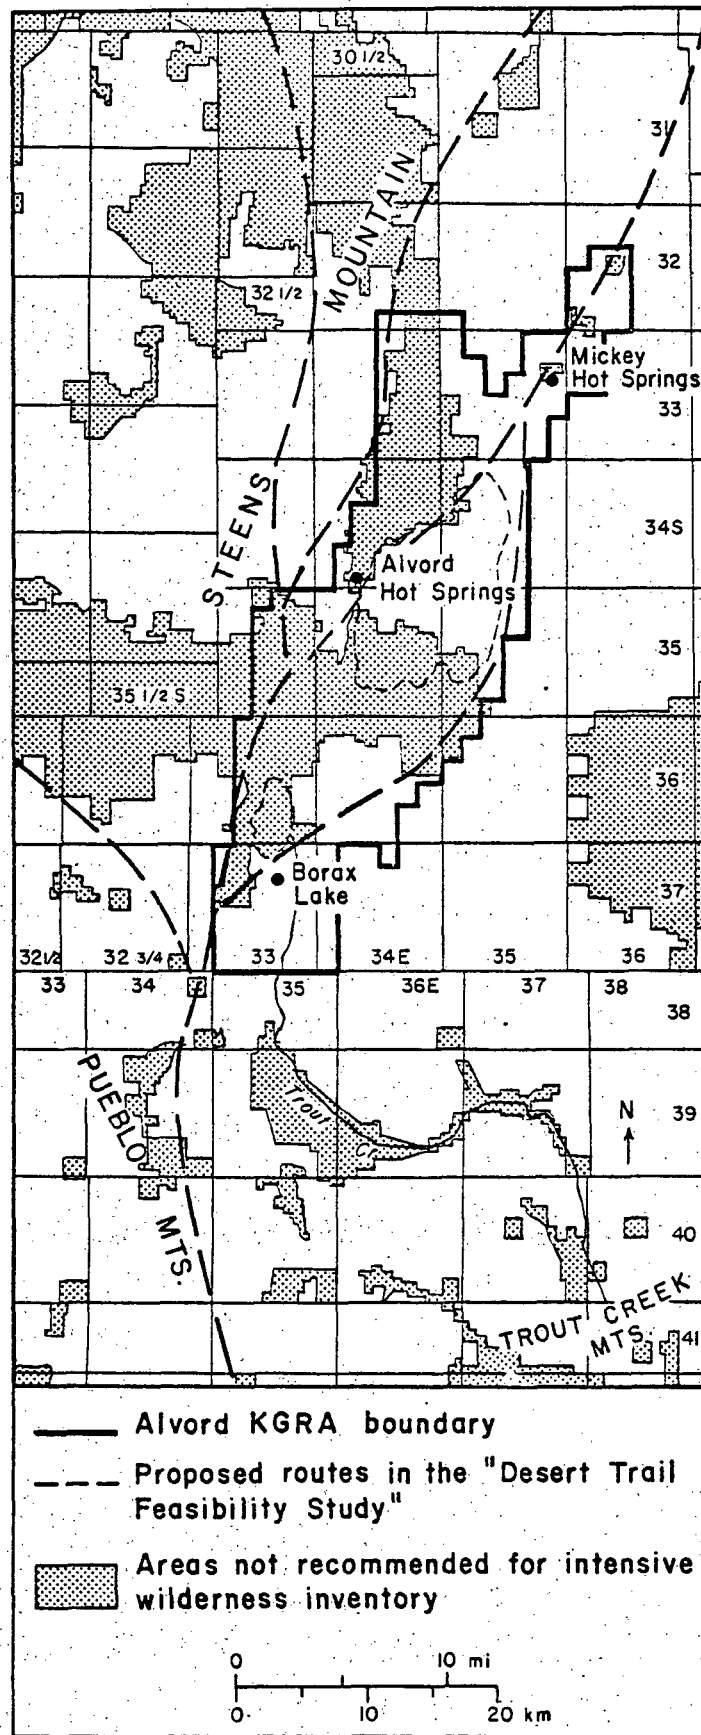 30 1/2
31
MOUNTAIN
32
32 1/2
Mickey
Hot Springs
33
STEENS
34S
Alvord
Hot Springs
35
35 1/2 S
36
Borax
Lake
37
32 1/2 32 3/4 33 34E 35 36
33 34 35 36E 37 38
38
PUEBLO
MTS.
Trout
N
39
40
TROUT CREEK
MTS.
41
Alvord KGRA boundary
Proposed routes in the "Desert Trail
Feasibility Study"
Areas not recommended for intensive
wilderness inventory
0 10 mi
0 10 20 km